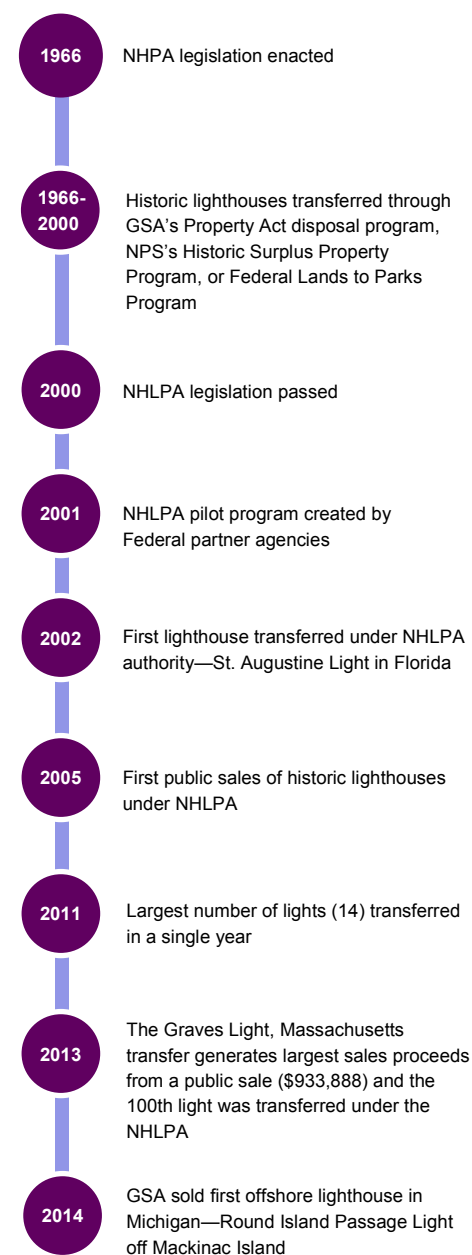 1966
NHPA legislation enacted
1966-
2000
Historic lighthouses transferred through
GSA's Property Act disposal program,
NPS's Historic Surplus Property
Program, or Federal Lands to Parks
Program
2000
NHLPA legislation passed
2001
NHLPA pilot program created by
Federal partner agencies
2002
First lighthouse transferred under NHLPA
authority—St. Augustine Light in Florida
2005
First public sales of historic lighthouses
under NHLPA
2011
Largest number of lights (14) transferred
in a single year
2013
The Graves Light, Massachusetts
transfer generates largest sales proceeds
from a public sale ($933,888) and the
100th light was transferred under the
NHLPA
2014
GSA sold first offshore lighthouse in
Michigan—Round Island Passage Light
off Mackinac Island